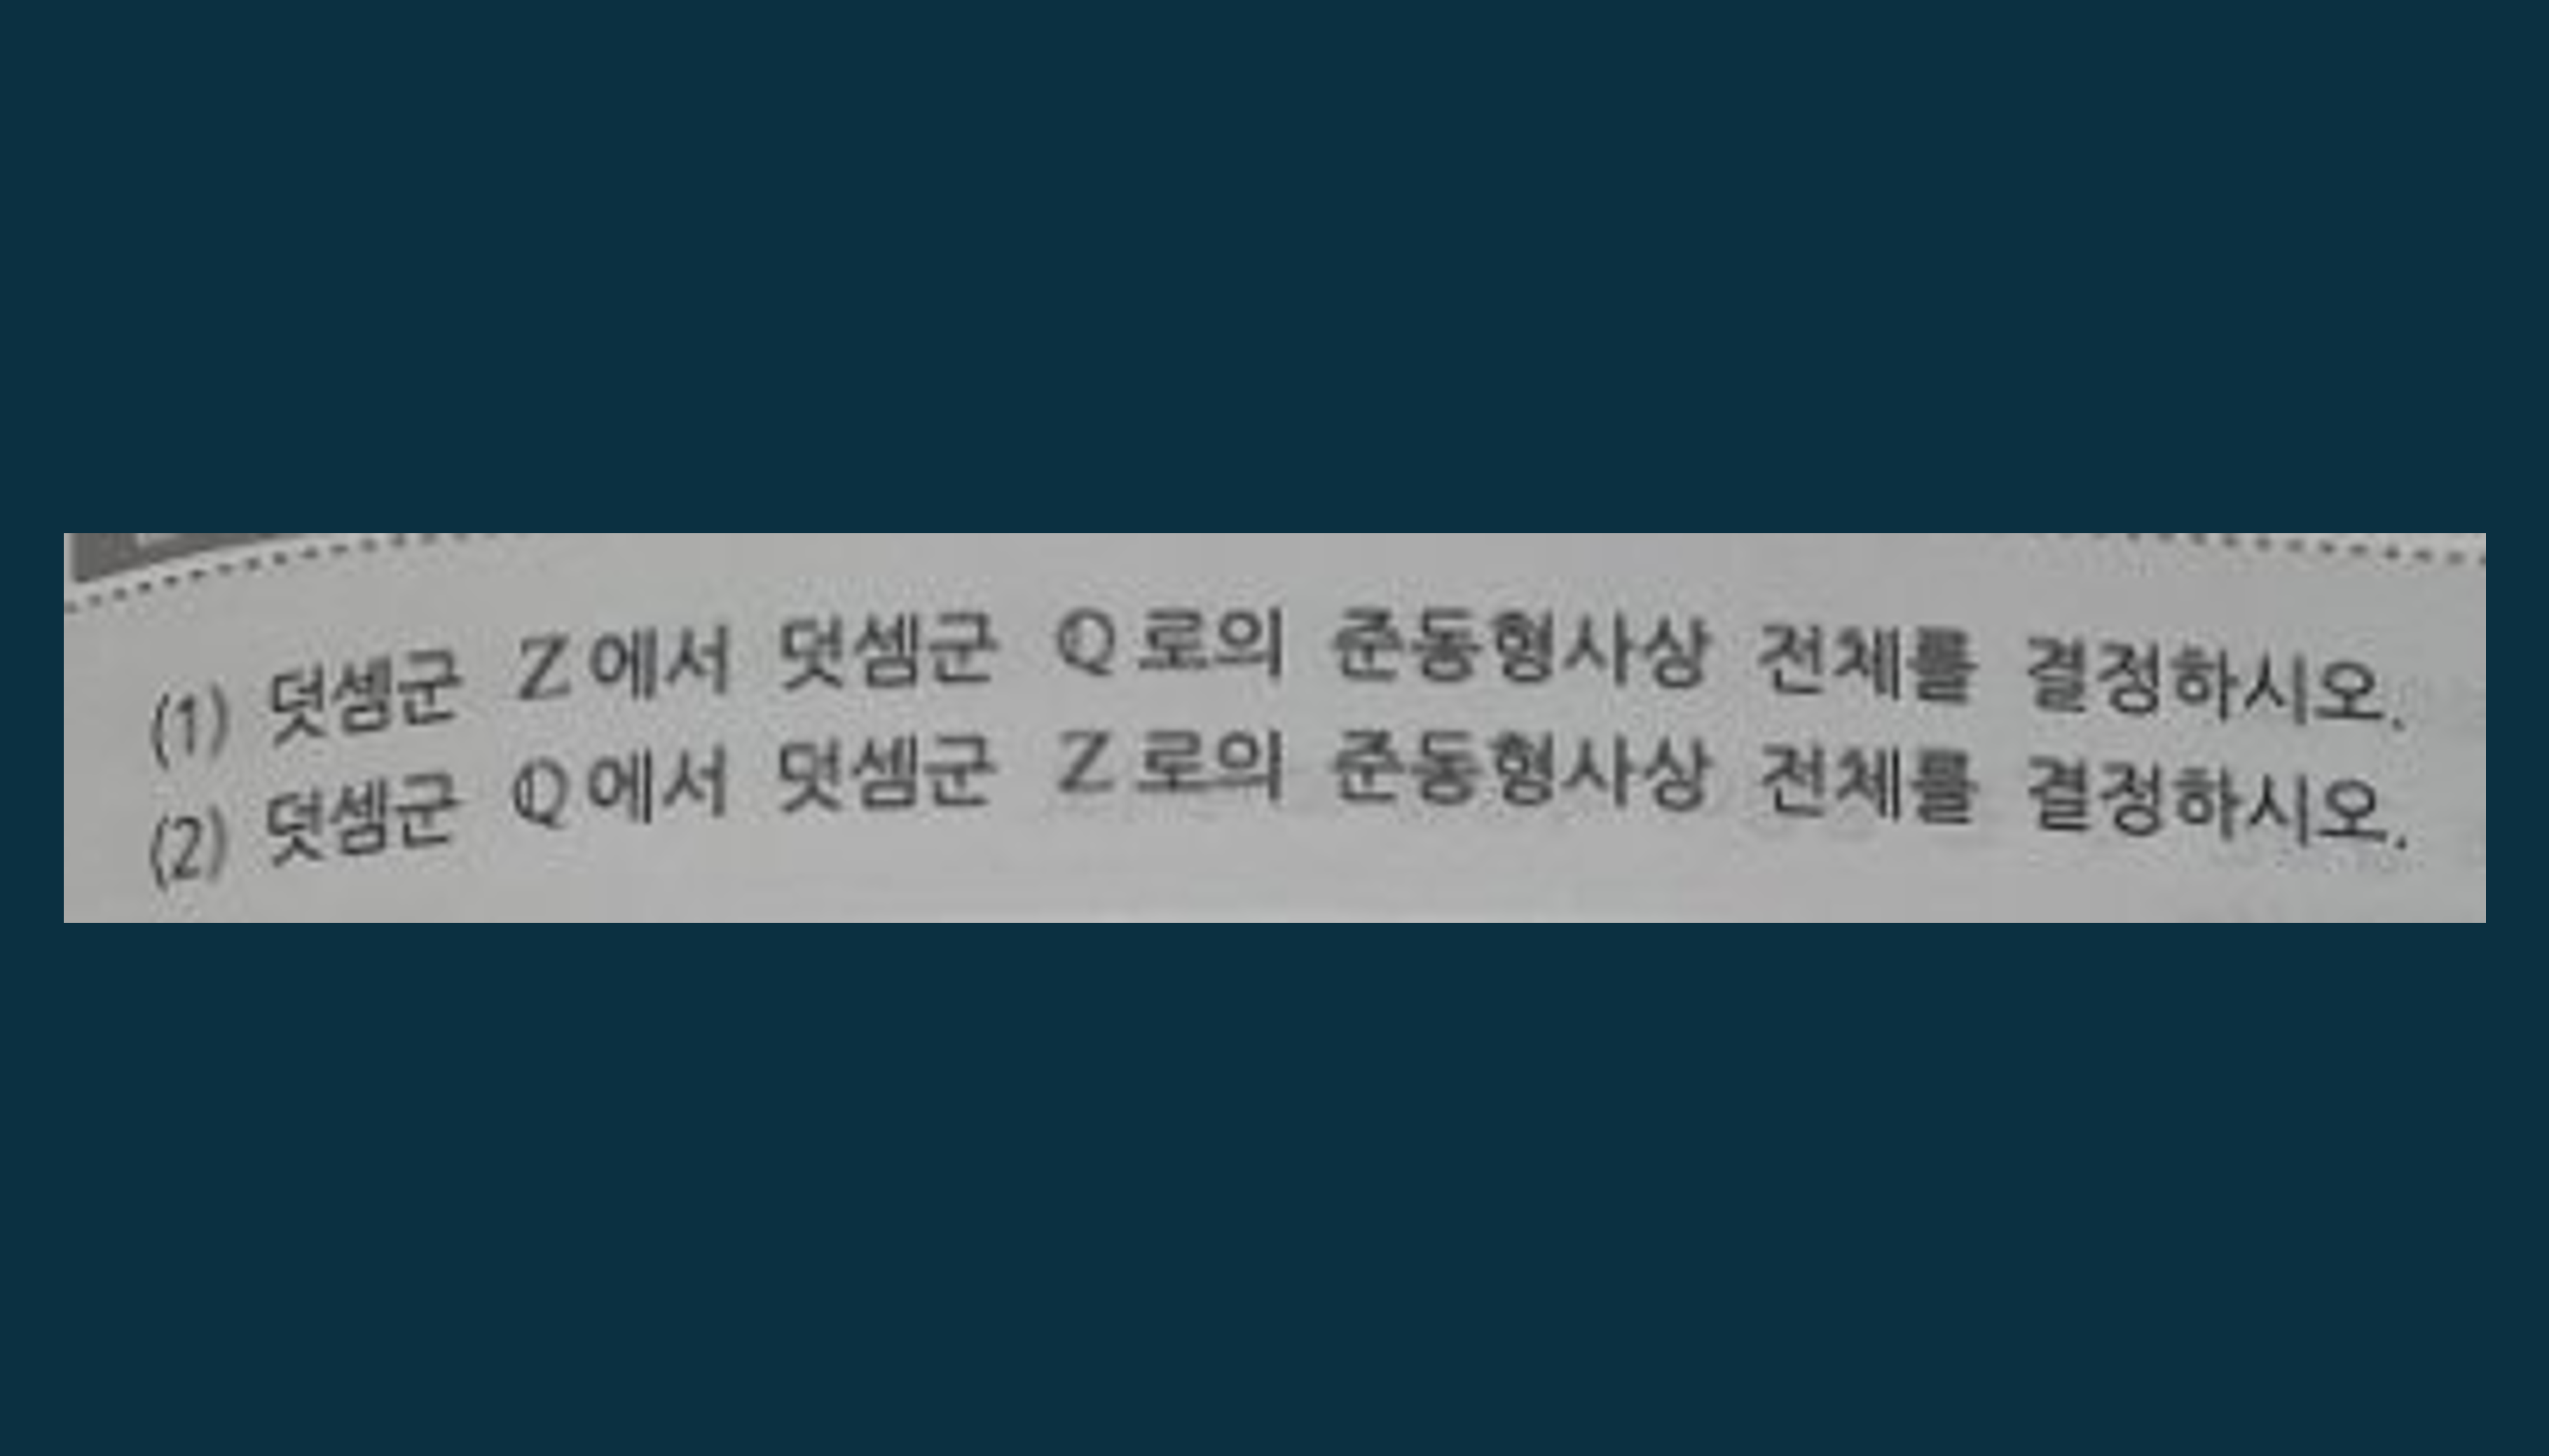 (1) 덧셈군 ℤ에서 덧셈군 ℚ로의 준동형사상 전체를 결정하시오.
(2) 덧셈군 ℚ에서 덧셈군 ℤ로의 준동형사상 전체를 결정하시오.